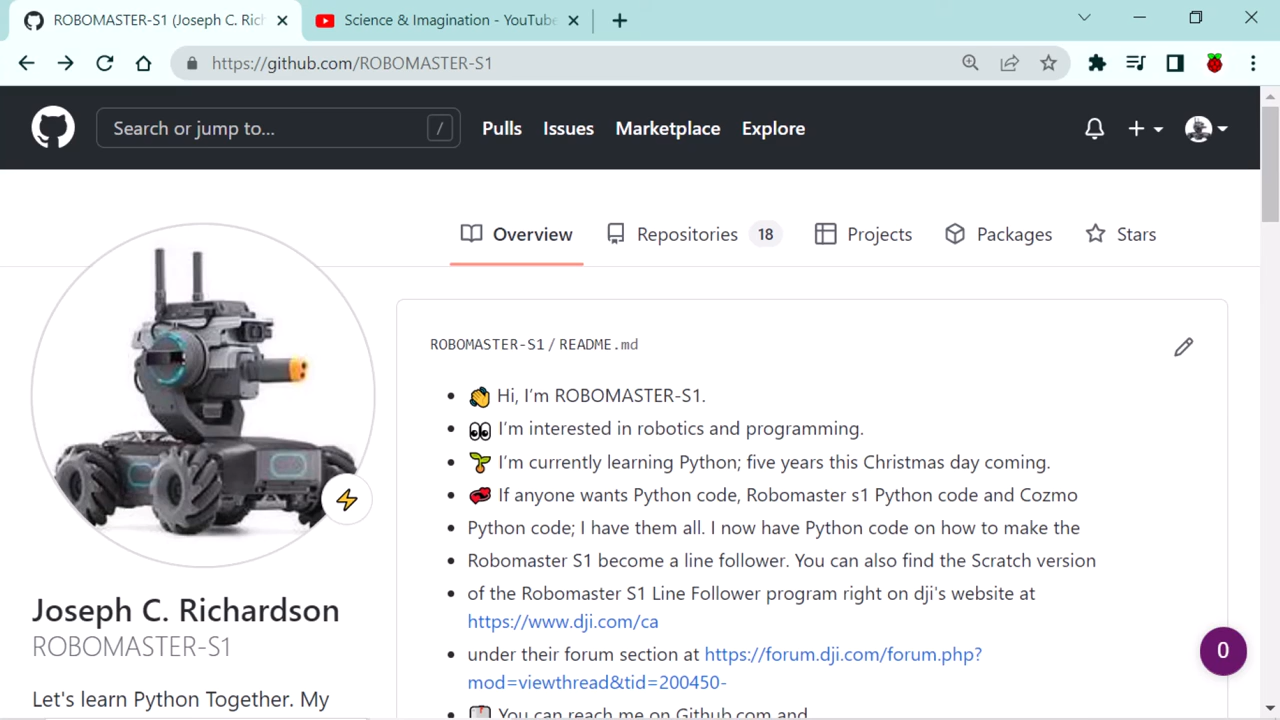 ROBOMASTER-S1 (Joseph C. Rich
Science & Imagination - YouTube
https://github.com/ROBOMASTER-S1
Search or jump to...
/
Pulls
Issues
Marketplace
Explore
Overview
Repositories 18
Projects
Packages
Stars
ROBOMASTER-S1 / README.md
Hi, I'm ROBOMASTER-S1.
I'm interested in robotics and programming.
I'm currently learning Python; five years this Christmas day coming.
If anyone wants Python code, Robomaster s1 Python code and Cozmo
Python code; I have them all. I now have Python code on how to make the
Robomaster S1 become a line follower. You can also find the Scratch version
of the Robomaster S1 Line Follower program right on dji's website at
https://www.dji.com/ca
under their forum section at https://forum.dji.com/forum.php?
mod=viewthread&tid=200450-
You can reach me on Github.com and
Joseph C. Richardson
ROBOMASTER-S1
Let's learn Python Together. My
0